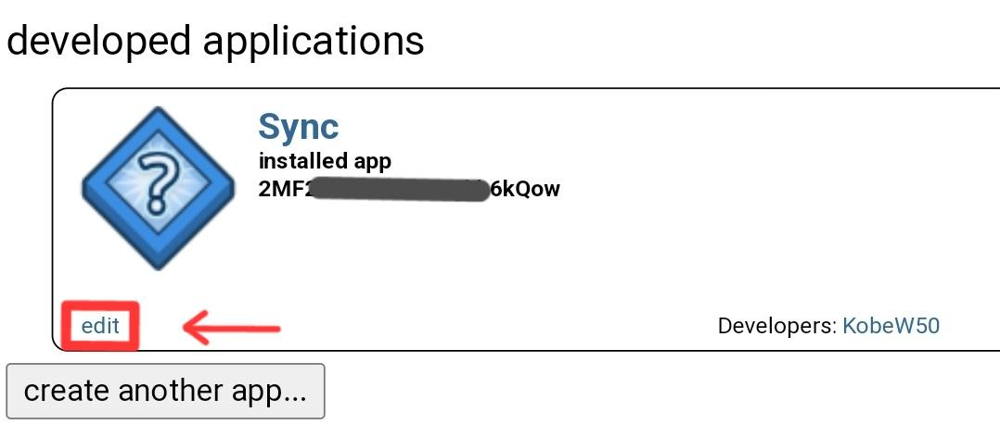 developed applications
Sync
installed app
2MF2 6kQow
edit
Developers: KobeW50
create another app...